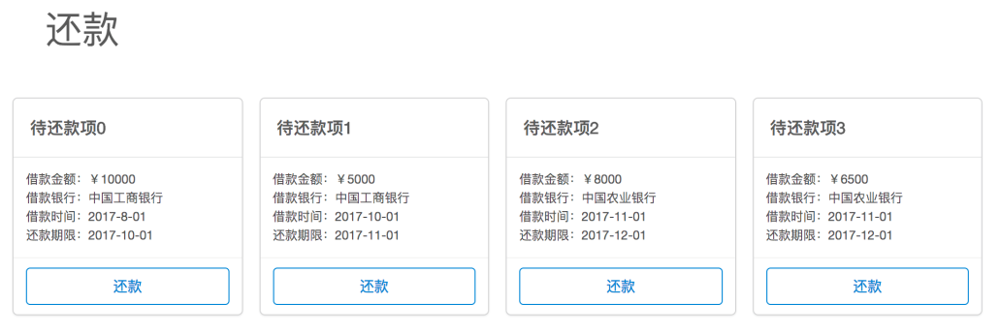 还款
待还款项0
借款金额：￥10000
借款银行：中国工商银行
借款时间：2017-8-01
还款期限：2017-10-01
还款
待还款项1
借款金额：￥5000
借款银行：中国工商银行
借款时间：2017-10-01
还款期限：2017-11-01
还款
待还款项2
借款金额：￥8000
借款银行：中国农业银行
借款时间：2017-11-01
还款期限：2017-12-01
还款
待还款项3
借款金额：￥6500
借款银行：中国农业银行
借款时间：2017-11-01
还款期限：2017-12-01
还款